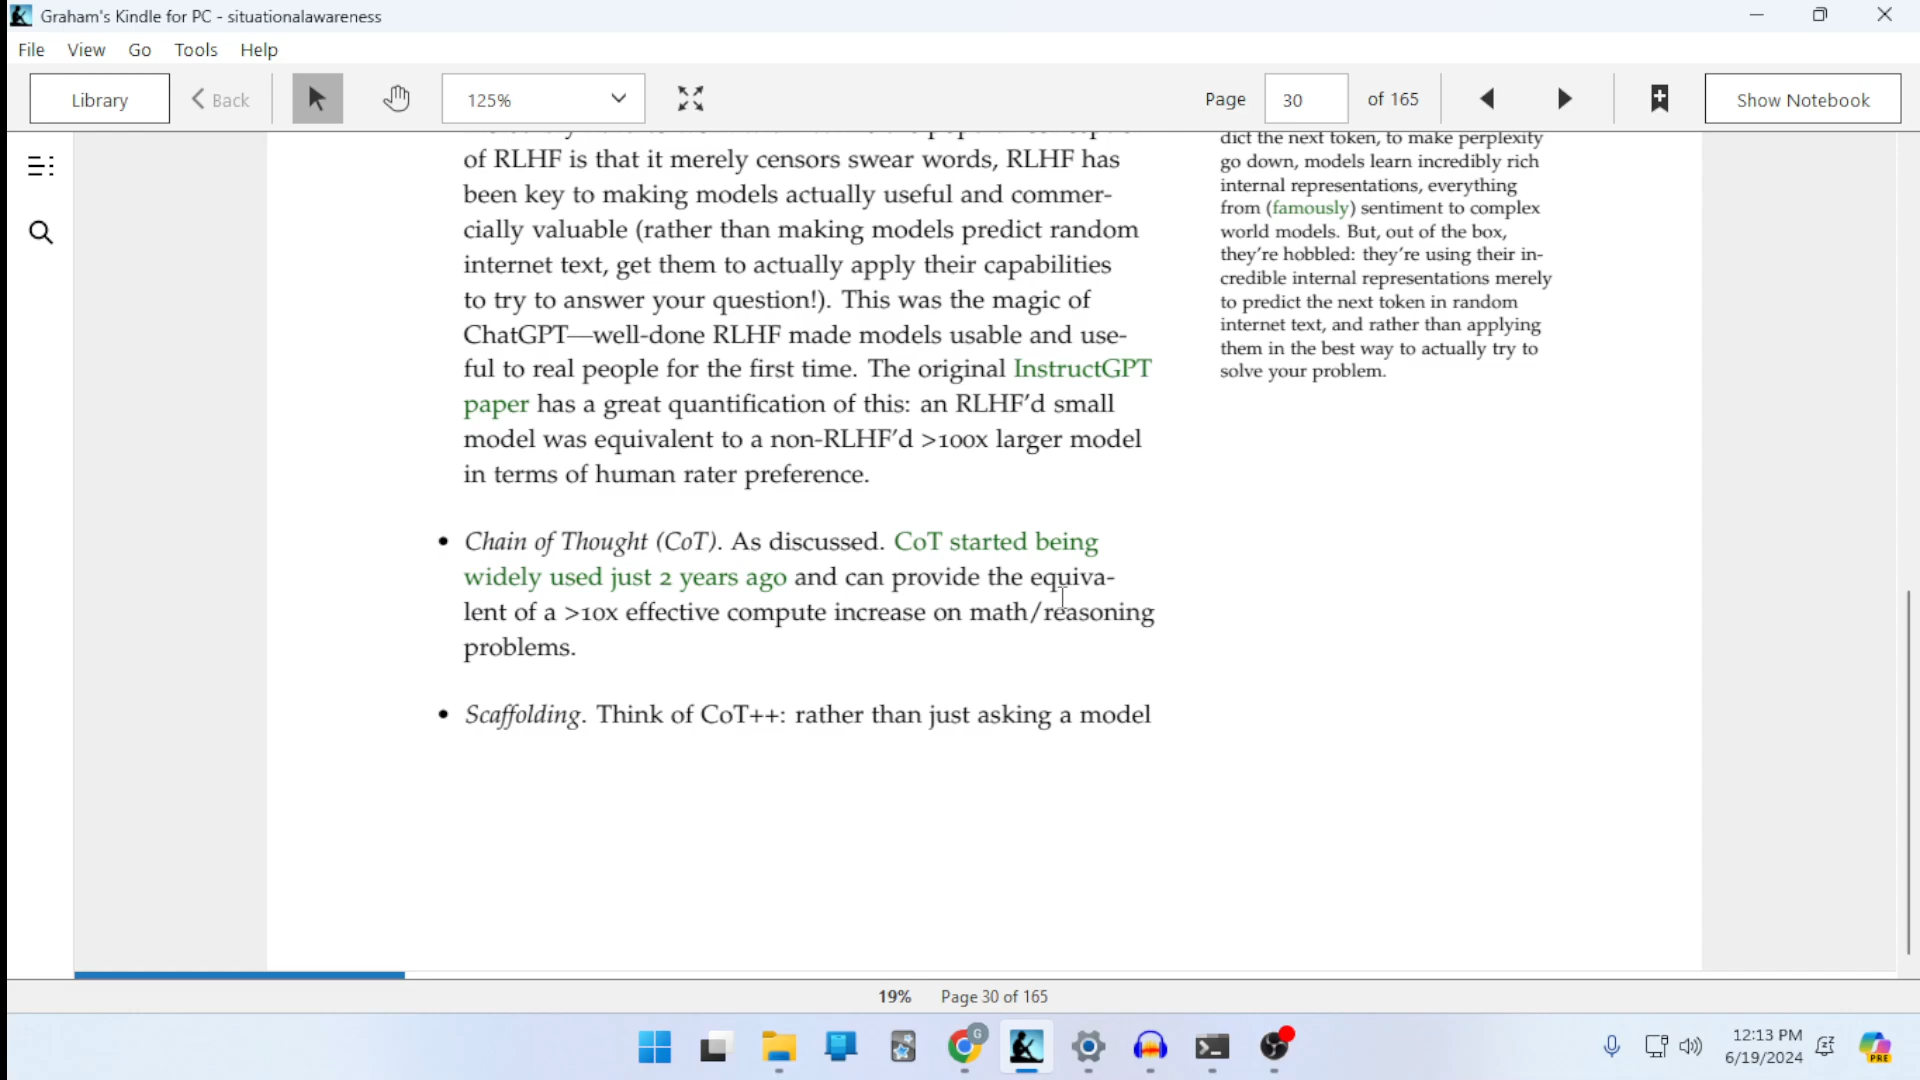 Graham's Kindle for PC - situationalawareness
File View Go Tools Help
Library Back 125% Page 30 of 165 Show Notebook
of RLHF is that it merely censors swear words, RLHF has
been key to making models actually useful and commer-
cially valuable (rather than making models predict random
internet text, get them to actually apply their capabilities
to try to answer your question!). This was the magic of
ChatGPT—well-done RLHF made models usable and use-
ful to real people for the first time. The original InstructGPT
paper has a great quantification of this: an RLHF'd small
model was equivalent to a non-RLHF'd >100x larger model
in terms of human rater preference.
• Chain of Thought (CoT). As discussed. CoT started being
widely used just 2 years ago and can provide the equiva-
lent of a >10x effective compute increase on math/reasoning
problems.
• Scaffolding. Think of CoT++: rather than just asking a model
dict the next token, to make perplexity
go down, models learn incredibly rich
internal representations, everything
from (famously) sentiment to complex
world models. But, out of the box,
they're hobbled: they're using their in-
credible internal representations merely
to predict the next token in random
internet text, and rather than applying
them in the best way to actually try to
solve your problem.
19% Page 30 of 165
G
12:13 PM
6/19/2024
PRE